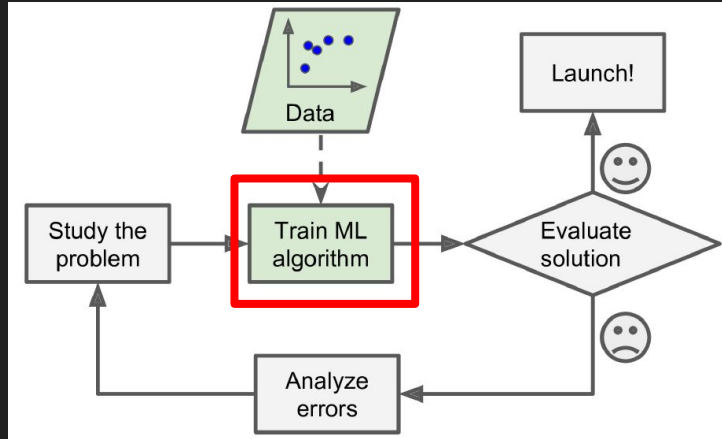 Data
Launch!
Study the
problem
Train ML
algorithm
Evaluate
solution
Analyze
errors